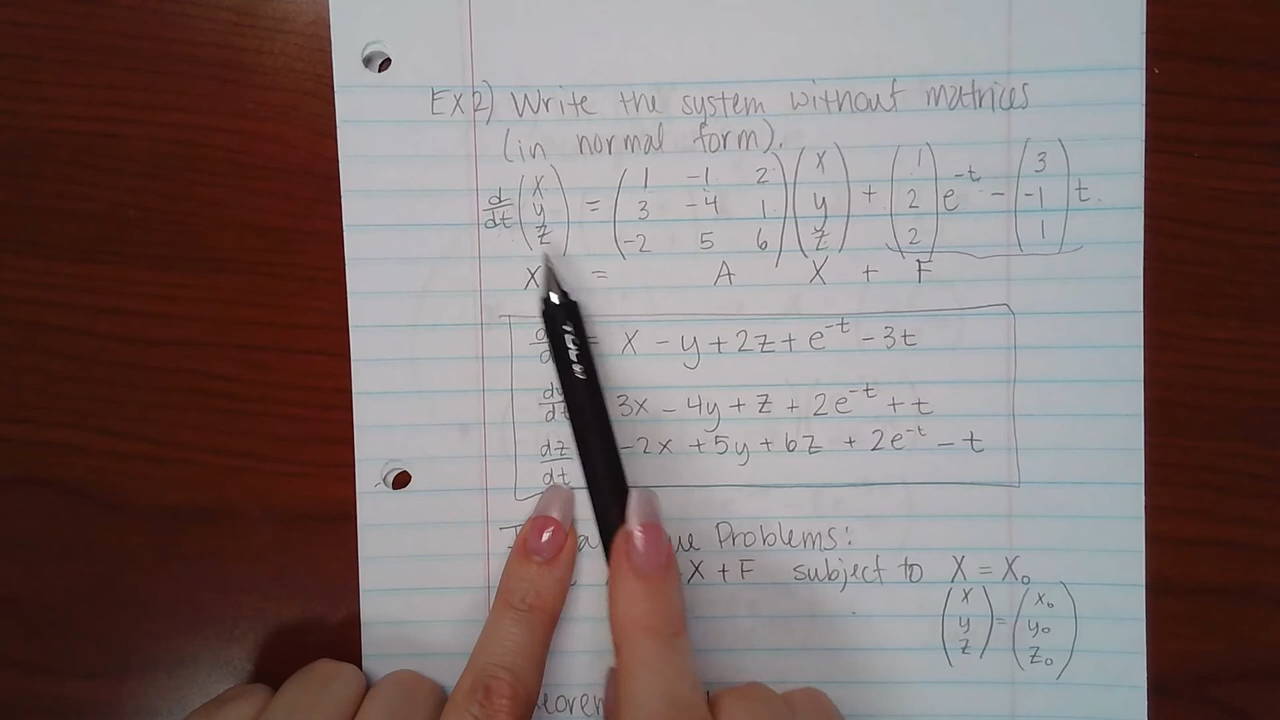 Ex 2) Write the system without matrices
(in normal form).
d/dt (x y z) = (1 -1 2 3 -4 1 -2 5 6) (x y z) + (1 2 2) e^-t - (3 -1 1) t.
X = A X + F
= x - y + 2z + e^-t - 3t
dy/dt 3x - 4y + z + 2e^-t + t
dz/dt -2x + 5y + 6z + 2e^-t - t
Problems:
X + F subject to X = X₀
(x y z) = (x₀ y₀ z₀)